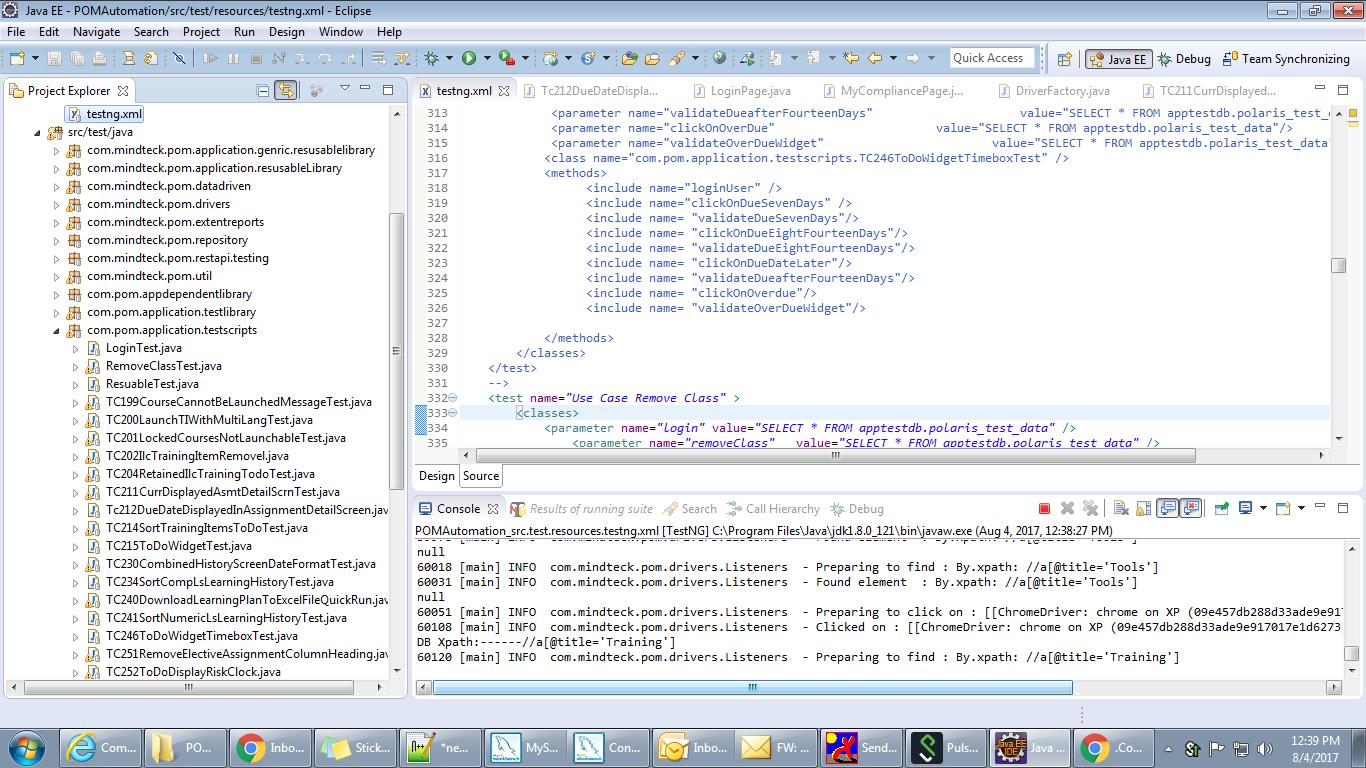 Java EE - POMAutomation/src/test/resources/testng.xml - Eclipse
File Edit Navigate Search Project Run Design Window Help
Quick Access Java EE Debug Team Synchronizing
Project Explorer
testng.xml
src/test/java
com.mindteck.pom.application.genric.resusablelibrary
com.mindteck.pom.application.resusableLibrary
com.mindteck.pom.datadriven
com.mindteck.pom.drivers
com.mindteck.pom.extentreports
com.mindteck.pom.repository
com.mindteck.pom.restapi.testing
com.mindteck.pom.util
com.pom.appdependentlibrary
com.pom.application.testlibrary
com.pom.application.testscripts
LoginTest.java
RemoveClassTest.java
ResuableTest.java
TC199CourseCannotBeLaunchedMessageTest.java
TC200LaunchTIWithMultiLangTest.java
TC201LockedCoursesNotLaunchableTest.java
TC202IlcTrainingItemRemovel.java
TC204RetainedIlcTrainingTodoTest.java
TC211CurrDisplayedAsmtDetailScrnTest.java
Tc212DueDateDisplayedInAssignmentDetailScreen.jav
TC214SortTrainingItemsToDoTest.java
TC215ToDoWidgetTest.java
TC230CombinedHistoryScreenDateFormatTest.java
TC234SortCompLsLearningHistoryTest.java
TC240DownloadLearningPlanToExcelFileQuickRun.jav
TC241SortNumericLsLearningHistoryTest.java
TC246ToDoWidgetTimeboxTest.java
TC251RemoveElectiveAssignmentColumnHeading.jav
TC252ToDoDisplayRiskClock.java
testng.xml Tc212DueDateDispla... LoginPage.java MyCompliancePage.j... DriverFactory.java TC211CurrDisplayed...
313 <parameter name="validateDueafterFourteenDays" value="SELECT * FROM apptestdb.polaris_test_d
314 <parameter name="clickOnOverDue" value="SELECT * FROM apptestdb.polaris_test_data"/>
315 <parameter name="validateOverDueWidget" value="SELECT * FROM apptestdb.polaris_test_data"
316 <class name="com.pom.application.testscripts.TC246ToDoWidgetTimeboxTest" />
317 <methods>
318 <include name="loginUser" />
319 <include name="clickOnDueSevenDays" />
320 <include name= "validateDueSevenDays"/>
321 <include name= "clickOnDueEightFourteenDays"/>
322 <include name= "validateDueEightFourteenDays"/>
323 <include name= "clickOnDueDateLater"/>
324 <include name= "validateDueafterFourteenDays"/>
325 <include name= "clickOnOverdue"/>
326 <include name= "validateOverDueWidget"/>
327
328 </methods>
329 </classes>
330 </test>
331 -->
332 <test name="Use Case Remove Class" >
333 <classes>
334 <parameter name="login" value="SELECT * FROM apptestdb.polaris_test_data" />
335 <parameter name="removeClass" value="SELECT * FROM apptestdb.polaris_test_data" />
Design Source
Console Results of running suite Search Call Hierarchy Debug
POMAutomation_src.test.resources.testng.xml [TestNG] C:\Program Files\Java\jdk1.8.0_121\bin\javaw.exe (Aug 4, 2017, 12:38:27 PM)
null
60018 [main] INFO com.mindteck.pom.drivers.Listeners - Preparing to find : By.xpath: //a[@title='Tools']
60031 [main] INFO com.mindteck.pom.drivers.Listeners - Found element : By.xpath: //a[@title='Tools']
null
60051 [main] INFO com.mindteck.pom.drivers.Listeners - Preparing to click on : [[ChromeDriver: chrome on XP (09e457db288d33ade9e917
60108 [main] INFO com.mindteck.pom.drivers.Listeners - Clicked on : [[ChromeDriver: chrome on XP (09e457db288d33ade9e917017e1d6273
DB Xpath:------//a[@title='Training']
60120 [main] INFO com.mindteck.pom.drivers.Listeners - Preparing to find : By.xpath: //a[@title='Training']
Com... PO... Inbo... Stick... *ne... MyS... Con... Inbo... FW: ... Send... Puls... Java ... .Co...
12:39 PM
8/4/2017